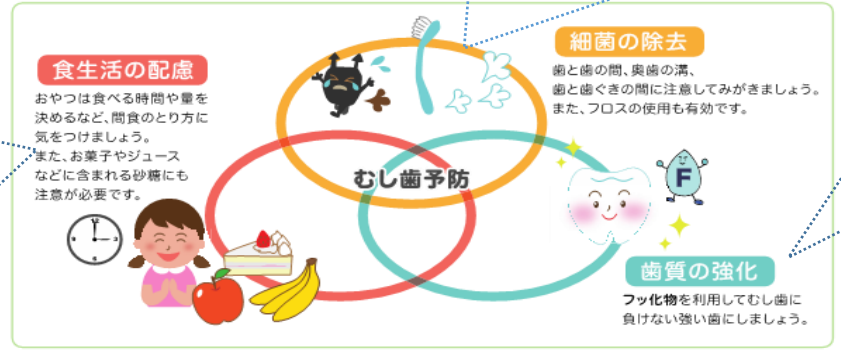 食生活の配慮
おやつは食べる時間や量を
決めるなど、間食のとり方に
気をつけましょう。
また、お菓子やジュース
などに含まれる砂糖にも
注意が必要です。
細菌の除去
歯と歯の間、奥歯の溝、
歯と歯ぐきの間に注意してみがきましょう。
また、フロスの使用も有効です。
むし歯予防
12
3
6
9
F
歯質の強化
フッ化物を利用してむし歯に
負けない強い歯にしましょう。